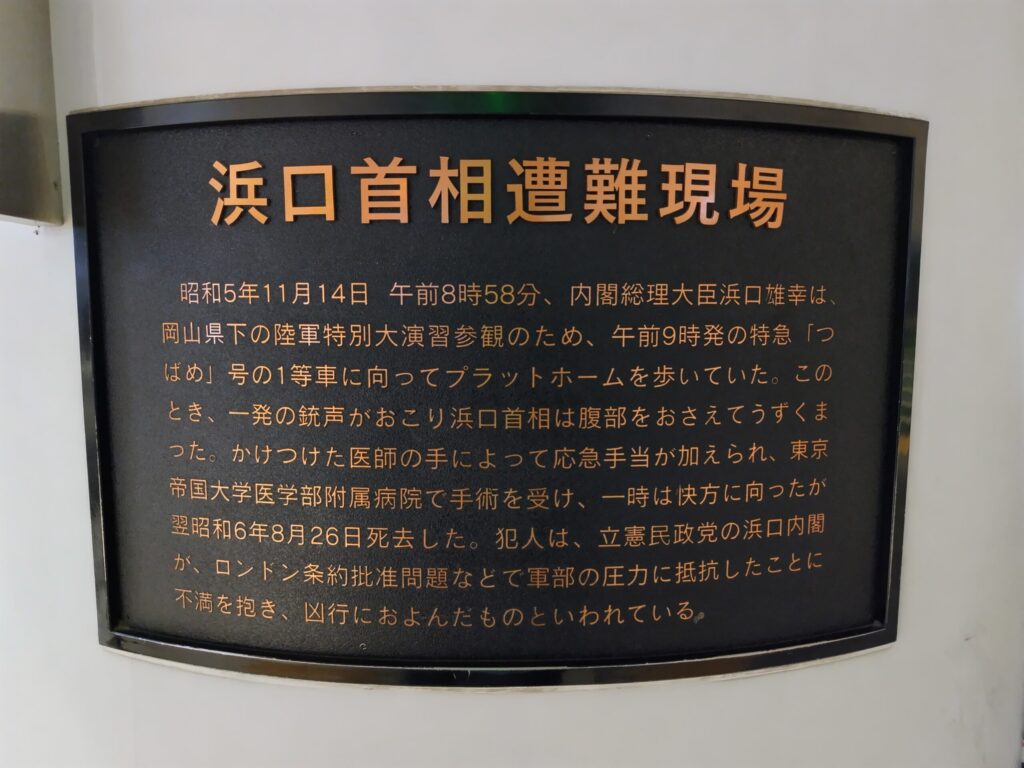 浜口首相遭難現場
昭和5年11月14日 午前8時58分、内閣総理大臣浜口雄幸は、
岡山県下の陸軍特別大演習参観のため、午前9時発の特急「つ
ばめ」号の1等車に向ってプラットホームを歩いていた。この
とき、一発の銃声がおこり浜口首相は腹部をおさえてうずくま
った。かけつけた医師の手によって応急手当が加えられ、東京
帝国大学医学部附属病院で手術を受け、一時は快方に向ったが
翌昭和6年8月26日死去した。犯人は、立憲民政党の浜口内閣
が、ロンドン条約批准問題などで軍部の圧力に抵抗したことに
不満を抱き、凶行におよんだものといわれている。